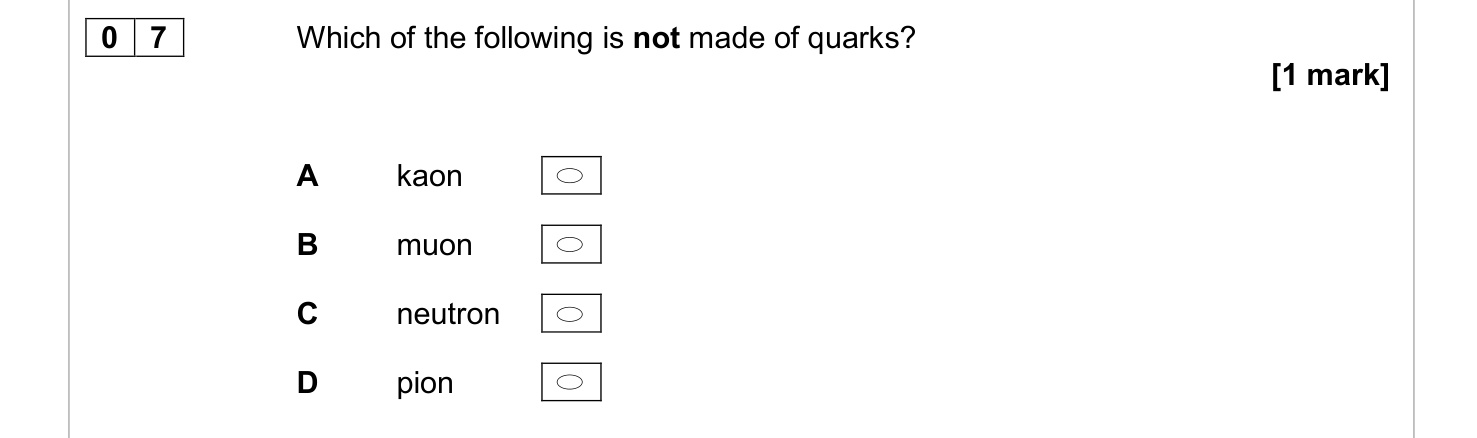 0 7 Which of the following is not made of quarks?
[1 mark]
A kaon
B muon
C neutron
D pion